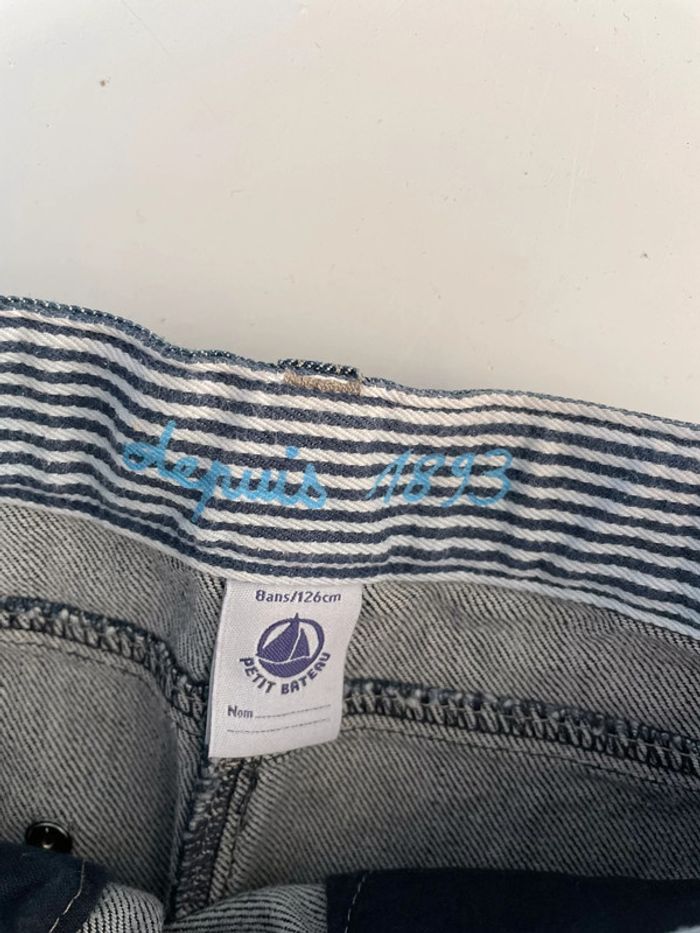 depuis 1893
8ans/126cm
PETIT BATEAU
Nom